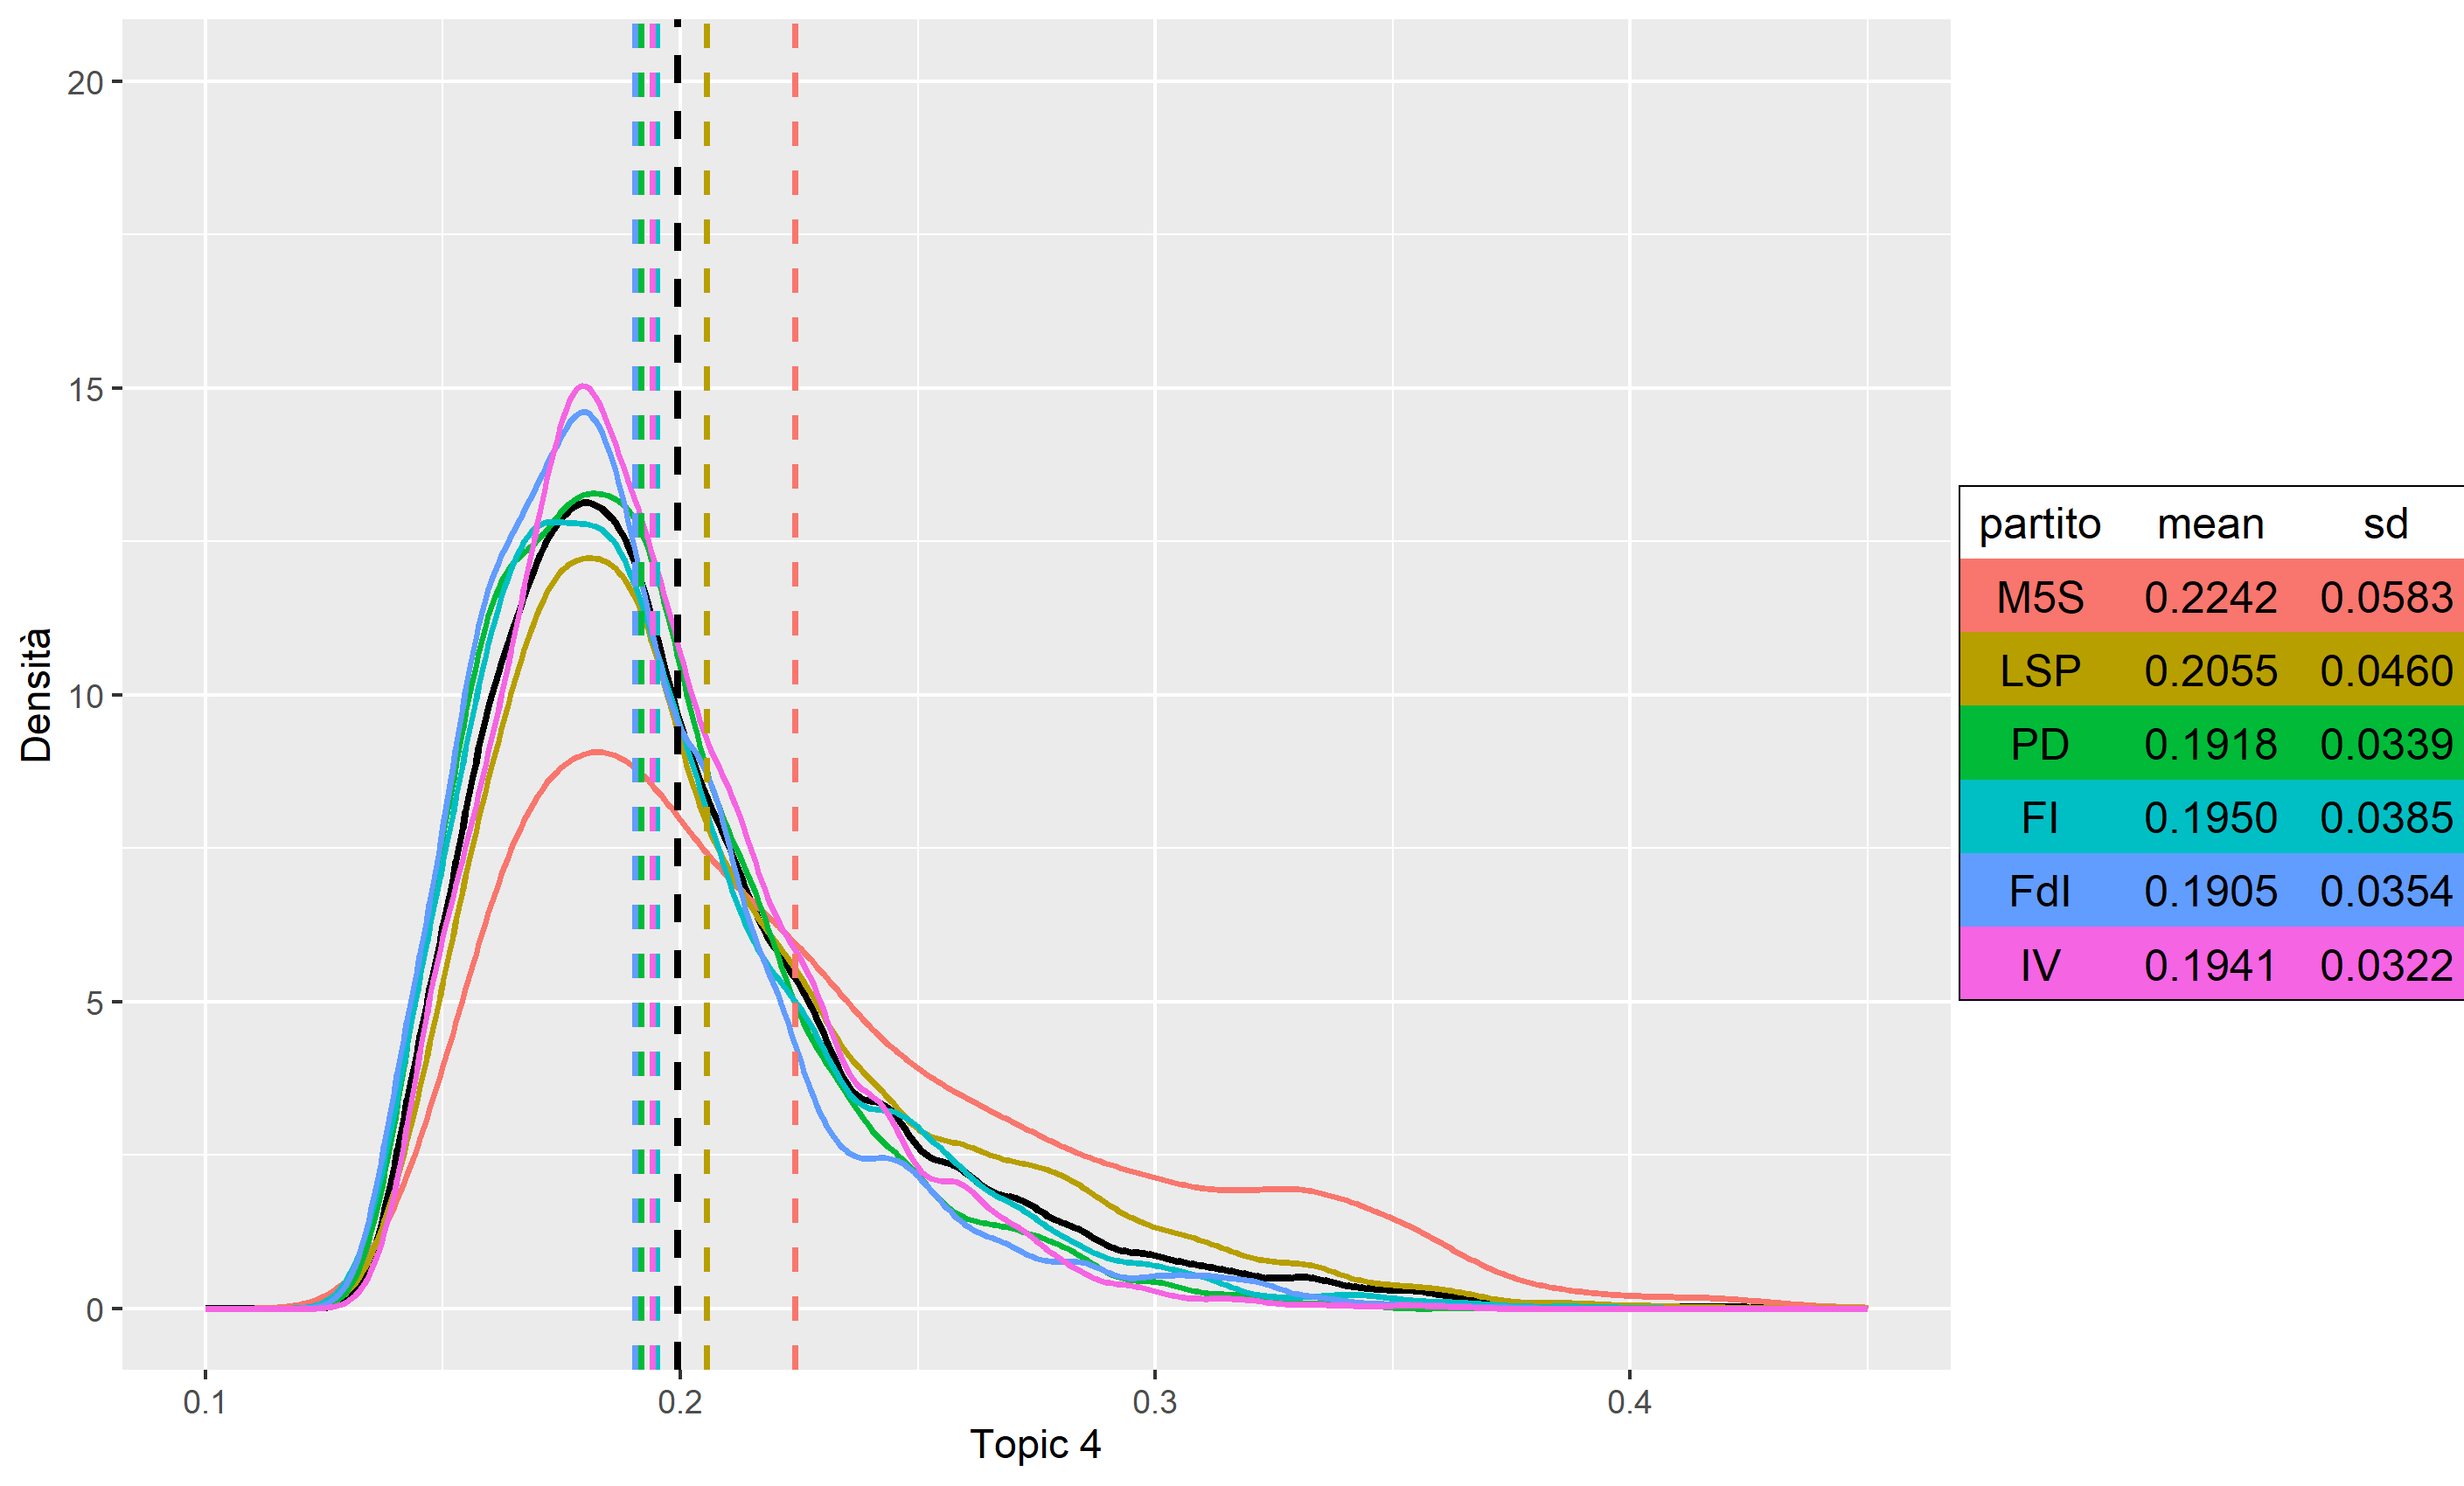 20
15
10
5
0
Densità
0.1 0.2 0.3 0.4
Topic 4
partito mean sd
M5S 0.2242 0.0583
LSP 0.2055 0.0460
PD 0.1918 0.0339
FI 0.1950 0.0385
FdI 0.1905 0.0354
IV 0.1941 0.0322